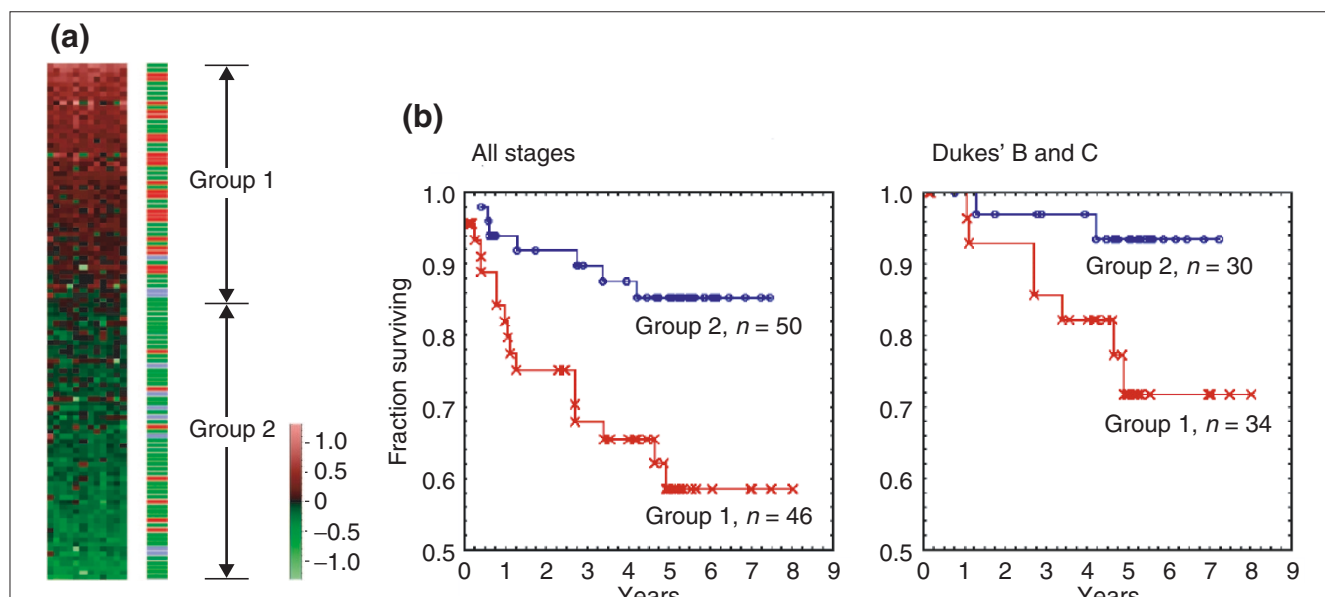 (a)
Group 1
Group 2
1.0
0.5
0
−0.5
−1.0
(b)
All stages
Fraction surviving
1.0
0.9
0.8
0.7
0.6
0.5
Group 2, n = 50
Group 1, n = 46
0 1 2 3 4 5 6 7 8 9
Years
Dukes’ B and C
1.0
0.9
0.8
0.7
0.6
0.5
Group 2, n = 30
Group 1, n = 34
0 1 2 3 4 5 6 7 8 9
Years